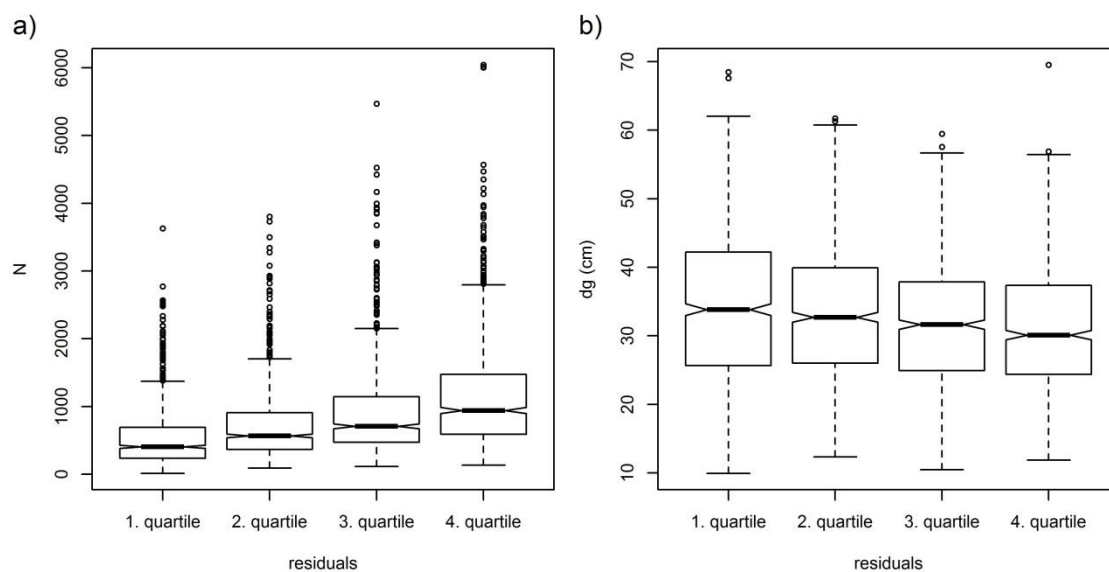 a)
N
6000
5000
4000
3000
2000
1000
0
1. quartile 2. quartile 3. quartile 4. quartile
residuals
b)
dg (cm)
70
60
50
40
30
20
10
1. quartile 2. quartile 3. quartile 4. quartile
residuals